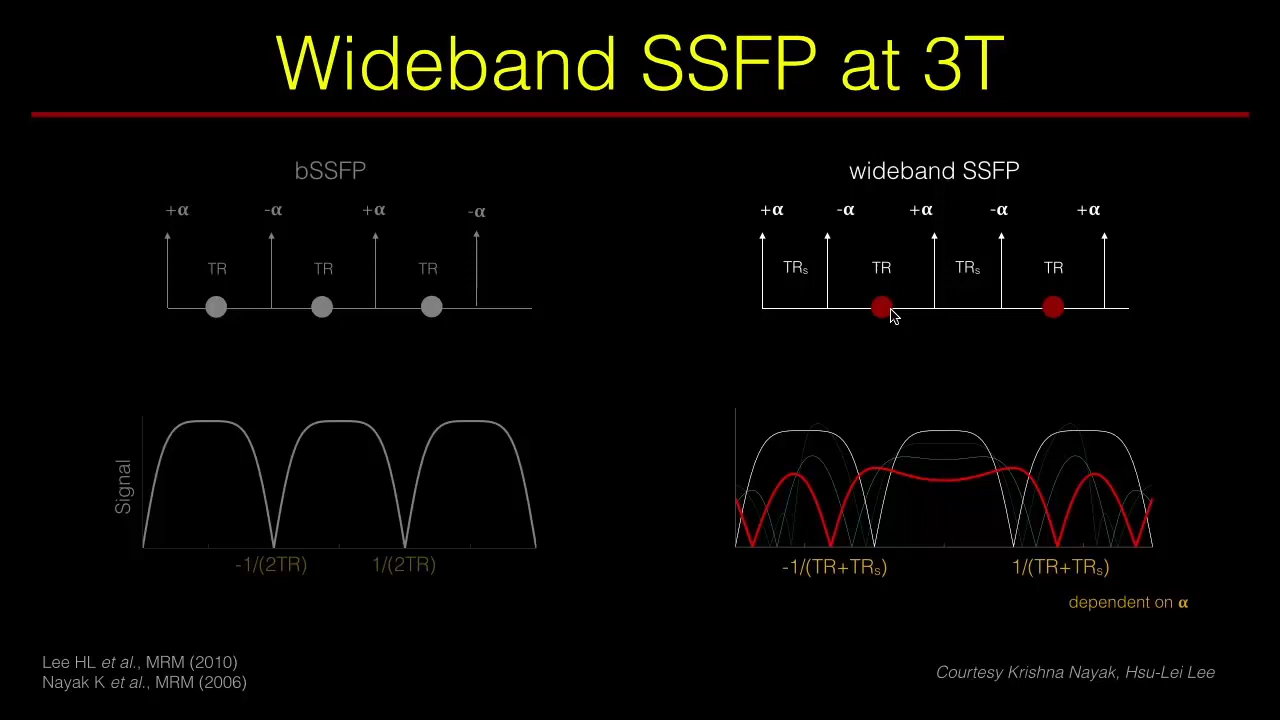 Wideband SSFP at 3T
bSSFP
+α -α +α -α
TR TR TR
Signal
-1/(2TR) 1/(2TR)
wideband SSFP
+α -α +α -α +α
TRₛ TR TRₛ TR
-1/(TR+TRₛ) 1/(TR+TRₛ)
dependent on α
Lee HL et al., MRM (2010)
Nayak K et al., MRM (2006)
Courtesy Krishna Nayak, Hsu-Lei Lee